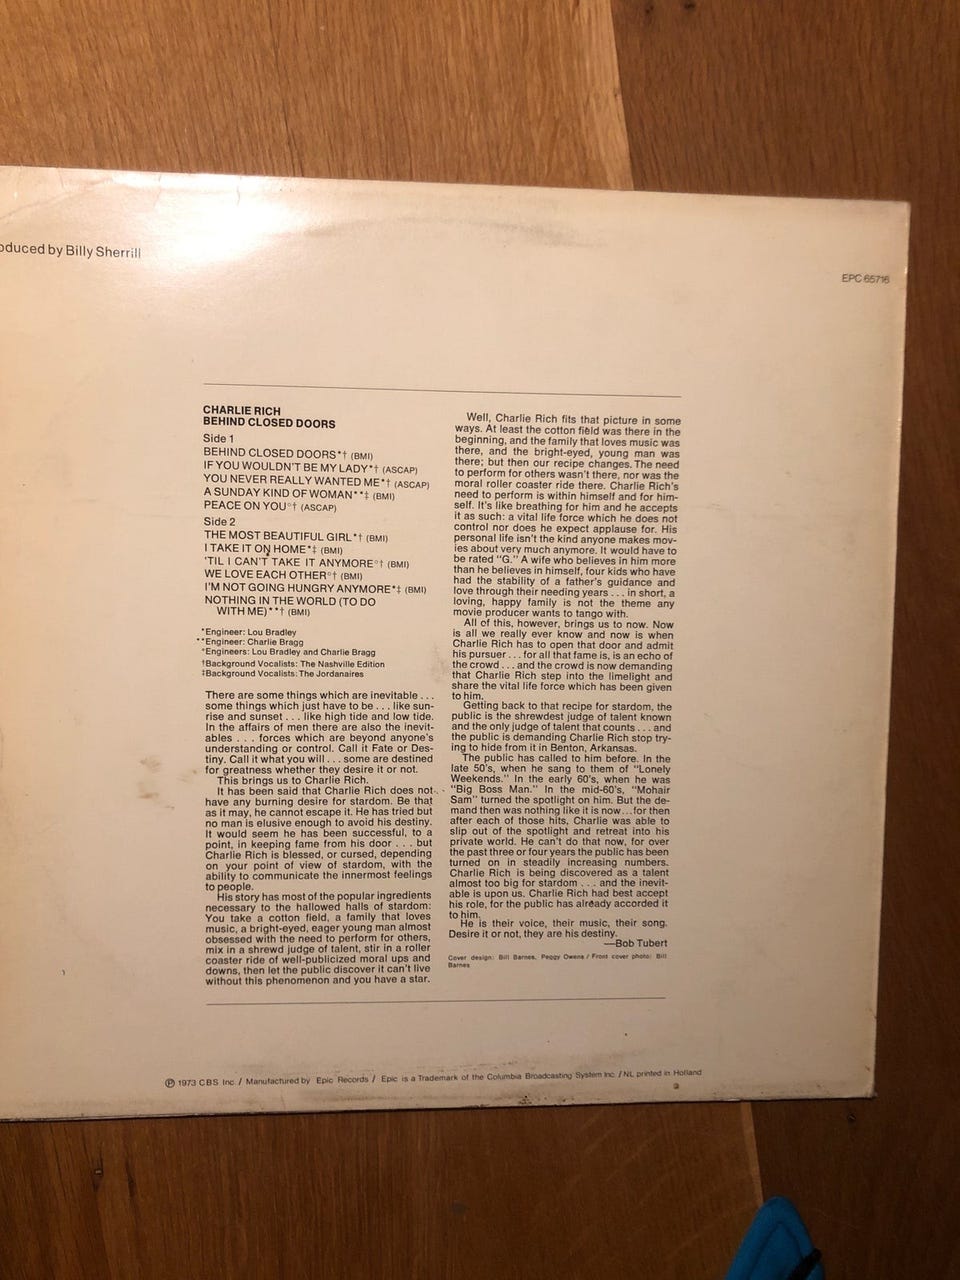 oduced by Billy Sherrill
EPC 65716
CHARLIE RICH
BEHIND CLOSED DOORS
Side 1
BEHIND CLOSED DOORS*† (BMI)
IF YOU WOULDN'T BE MY LADY*† (ASCAP)
YOU NEVER REALLY WANTED ME*† (ASCAP)
A SUNDAY KIND OF WOMAN**‡ (BMI)
PEACE ON YOU°† (ASCAP)
Side 2
THE MOST BEAUTIFUL GIRL*† (BMI)
I TAKE IT ON HOME*‡ (BMI)
'TIL I CAN'T TAKE IT ANYMORE°† (BMI)
WE LOVE EACH OTHER°† (BMI)
I'M NOT GOING HUNGRY ANYMORE*‡ (BMI)
NOTHING IN THE WORLD (TO DO
WITH ME)**† (BMI)
*Engineer: Lou Bradley
**Engineer: Charlie Bragg
°Engineers: Lou Bradley and Charlie Bragg
†Background Vocalists: The Nashville Edition
‡Background Vocalists: The Jordanaires
There are some things which are inevitable . . .
some things which just have to be . . . like sun-
rise and sunset . . . like high tide and low tide.
In the affairs of men there are also the inevit-
ables . . . forces which are beyond anyone's
understanding or control. Call it Fate or Des-
tiny. Call it what you will . . . some are destined
for greatness whether they desire it or not.
This brings us to Charlie Rich.
It has been said that Charlie Rich does not
have any burning desire for stardom. Be that
as it may, he cannot escape it. He has tried but
no man is elusive enough to avoid his destiny.
It would seem he has been successful, to a
point, in keeping fame from his door . . . but
Charlie Rich is blessed, or cursed, depending
on your point of view of stardom, with the
ability to communicate the innermost feelings
to people.
His story has most of the popular ingredients
necessary to the hallowed halls of stardom:
You take a cotton field, a family that loves
music, a bright-eyed, eager young man almost
obsessed with the need to perform for others,
mix in a shrewd judge of talent, stir in a roller
coaster ride of well-publicized moral ups and
downs, then let the public discover it can't live
without this phenomenon and you have a star.
Well, Charlie Rich fits that picture in some
ways. At least the cotton field was there in the
beginning, and the family that loves music was
there, and the bright-eyed, young man was
there; but then our recipe changes. The need
to perform for others wasn't there, nor was the
moral roller coaster ride there. Charlie Rich's
need to perform is within himself and for him-
self. It's like breathing for him and he accepts
it as such: a vital life force which he does not
control nor does he expect applause for. His
personal life isn't the kind anyone makes mov-
ies about very much anymore. It would have to
be rated "G." A wife who believes in him more
than he believes in himself, four kids who have
had the stability of a father's guidance and
love through their needing years . . . in short, a
loving, happy family is not the theme any
movie producer wants to tango with.
All of this, however, brings us to now. Now
is all we really ever know and now is when
Charlie Rich has to open that door and admit
his pursuer . . . for all that fame is, is an echo of
the crowd . . . and the crowd is now demanding
that Charlie Rich step into the limelight and
share the vital life force which has been given
to him.
Getting back to that recipe for stardom, the
public is the shrewdest judge of talent known
and the only judge of talent that counts . . . and
the public is demanding Charlie Rich stop try-
ing to hide from it in Benton, Arkansas.
The public has called to him before. In the
late 50's, when he sang to them of "Lonely
Weekends." In the early 60's, when he was
"Big Boss Man." In the mid-60's, "Mohair
Sam" turned the spotlight on him. But the de-
mand then was nothing like it is now...for then
after each of those hits, Charlie was able to
slip out of the spotlight and retreat into his
private world. He can't do that now, for over
the past three or four years the public has been
turned on in steadily increasing numbers.
Charlie Rich is being discovered as a talent
almost too big for stardom . . . and the inevit-
able is upon us. Charlie Rich had best accept
his role, for the public has already accorded it
to him.
He is their voice, their music, their song.
Desire it or not, they are his destiny.
—Bob Tubert
Cover design: Bill Barnes, Peggy Owens / Front cover photo: Bill
Barnes
℗ 1973 CBS Inc. / Manufactured by Epic Records / Epic is a Trademark of the Columbia Broadcasting System Inc. / NL printed in Holland